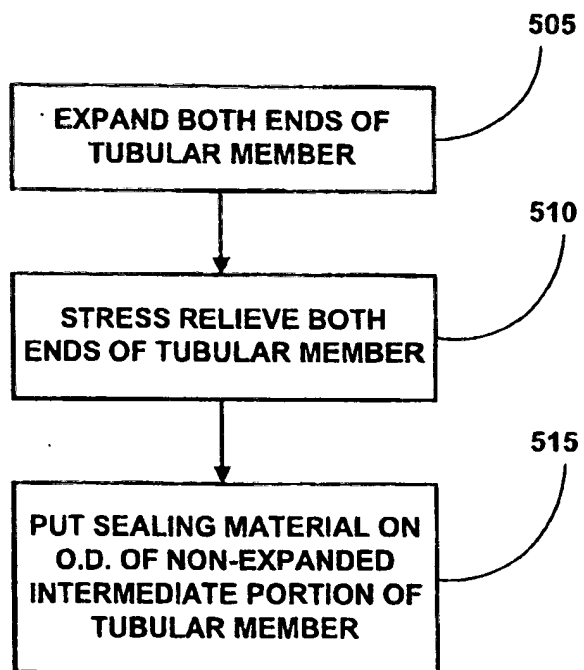 505
EXPAND BOTH ENDS OF
TUBULAR MEMBER
510
STRESS RELIEVE BOTH
ENDS OF TUBULAR MEMBER
515
PUT SEALING MATERIAL ON
O.D. OF NON-EXPANDED
INTERMEDIATE PORTION OF
TUBULAR MEMBER